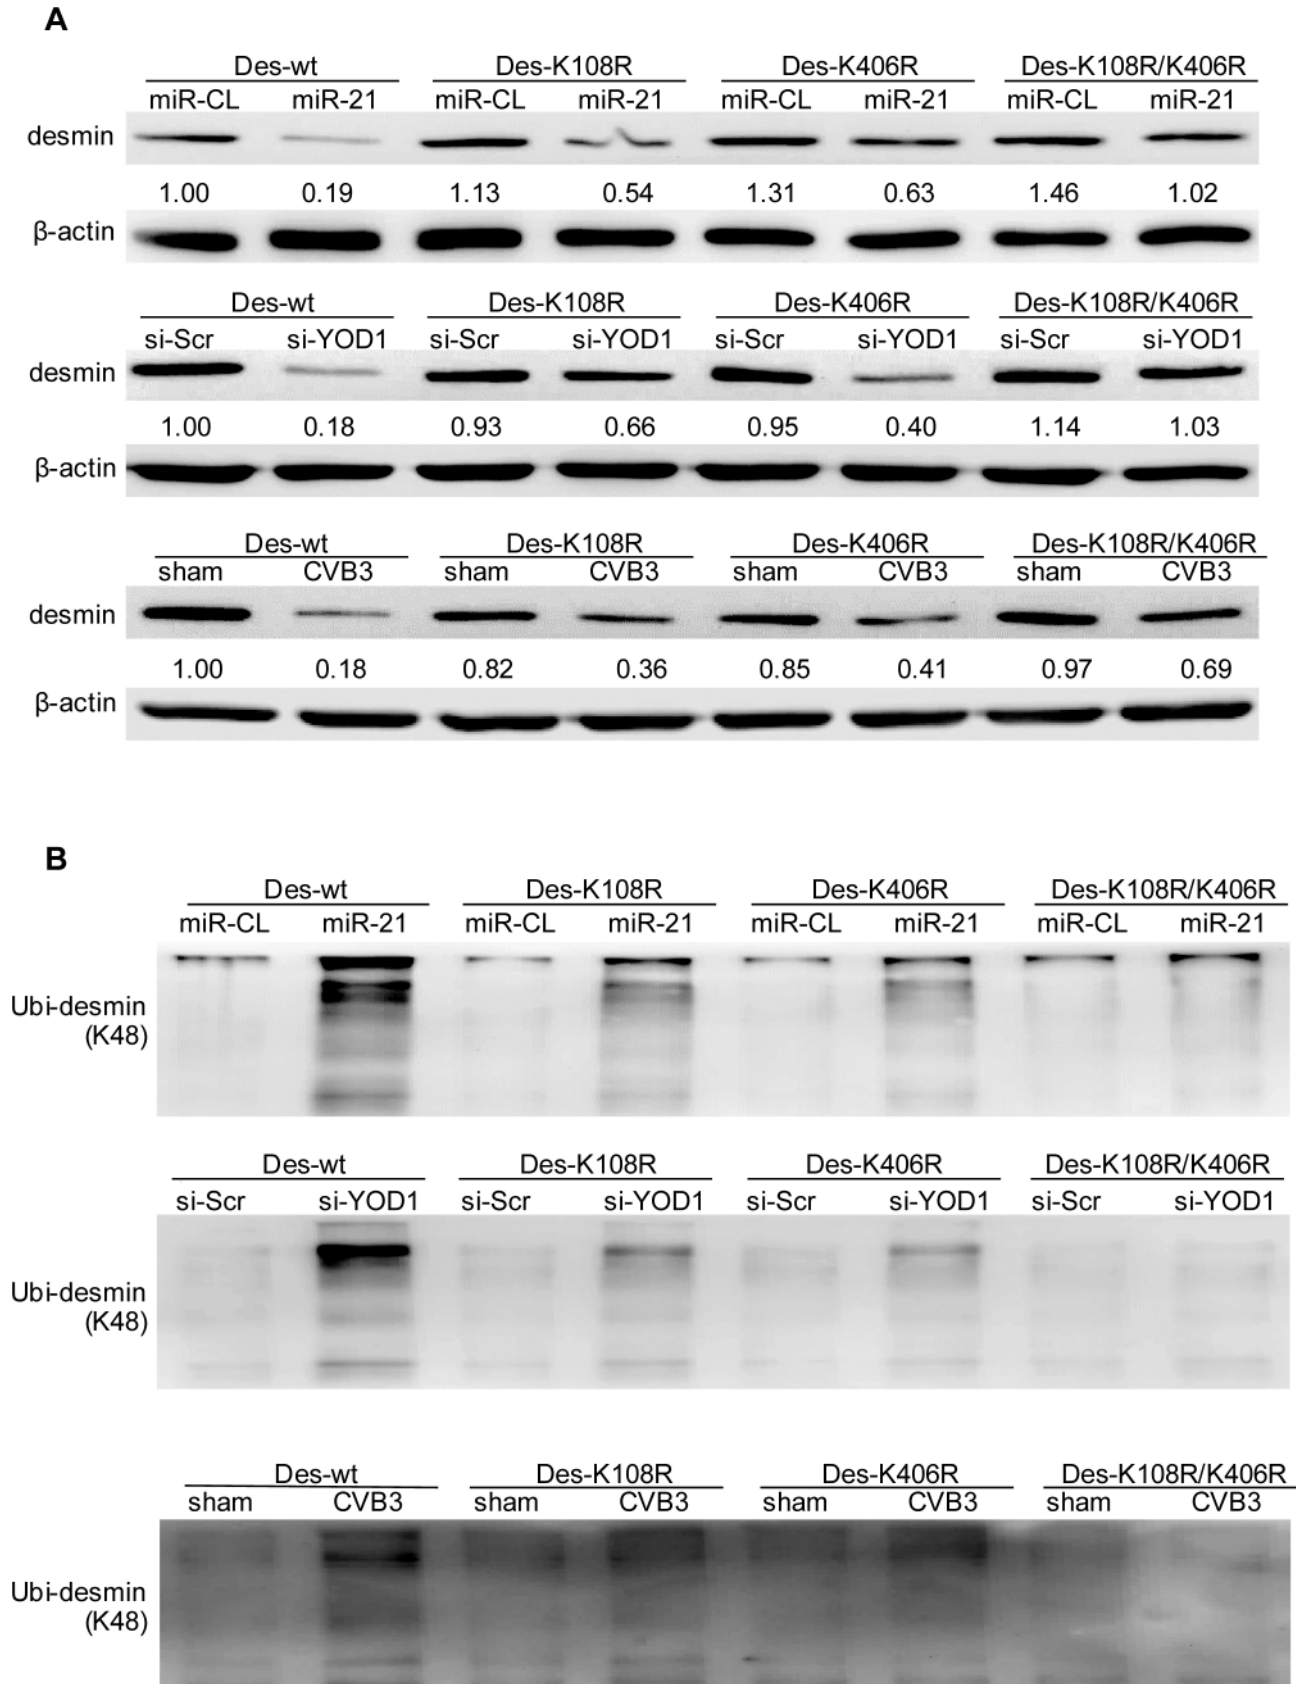 A
Des-wt Des-K108R Des-K406R Des-K108R/K406R
miR-CL miR-21 miR-CL miR-21 miR-CL miR-21 miR-CL miR-21
desmin
1.00 0.19 1.13 0.54 1.31 0.63 1.46 1.02
β-actin
Des-wt Des-K108R Des-K406R Des-K108R/K406R
si-Scr si-YOD1 si-Scr si-YOD1 si-Scr si-YOD1 si-Scr si-YOD1
desmin
1.00 0.18 0.93 0.66 0.95 0.40 1.14 1.03
β-actin
Des-wt Des-K108R Des-K406R Des-K108R/K406R
sham CVB3 sham CVB3 sham CVB3 sham CVB3
desmin
1.00 0.18 0.82 0.36 0.85 0.41 0.97 0.69
β-actin
B
Des-wt Des-K108R Des-K406R Des-K108R/K406R
miR-CL miR-21 miR-CL miR-21 miR-CL miR-21 miR-CL miR-21
Ubi-desmin
(K48)
Des-wt Des-K108R Des-K406R Des-K108R/K406R
si-Scr si-YOD1 si-Scr si-YOD1 si-Scr si-YOD1 si-Scr si-YOD1
Ubi-desmin
(K48)
Des-wt Des-K108R Des-K406R Des-K108R/K406R
sham CVB3 sham CVB3 sham CVB3 sham CVB3
Ubi-desmin
(K48)